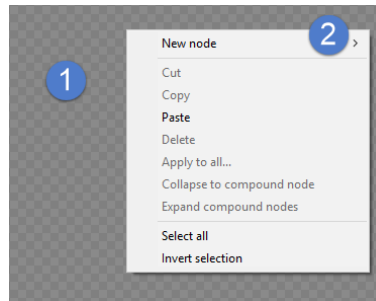 New node
2
1
Cut
Copy
Paste
Delete
Apply to all...
Collapse to compound node
Expand compound nodes
Select all
Invert selection